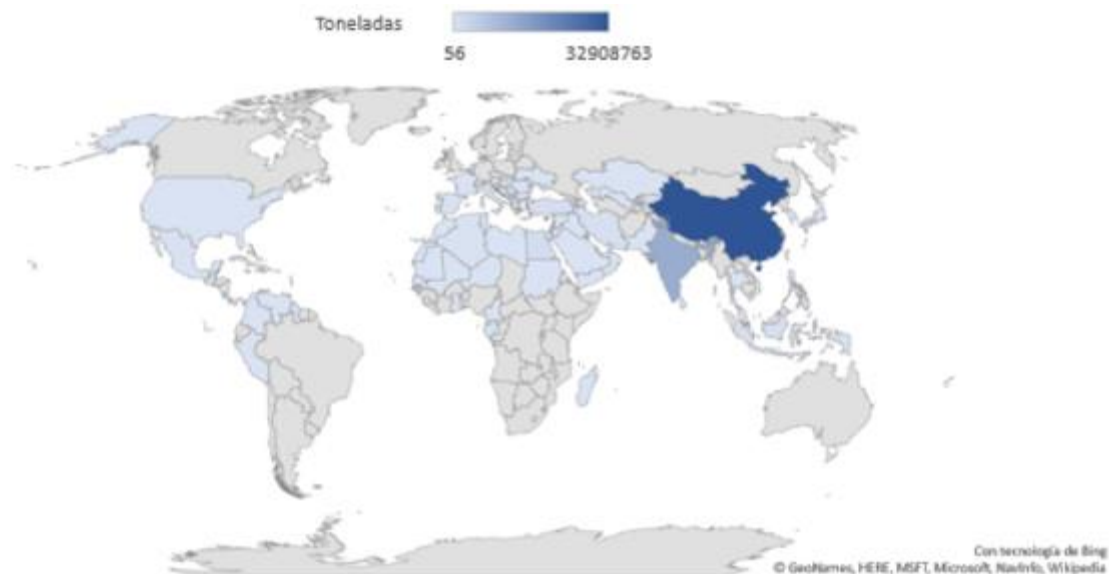 Toneladas
56 32908763
Con tecnología de Bing
© GeoNames, HERE, MSFT, Microsoft, NavInfo, Wikipedia